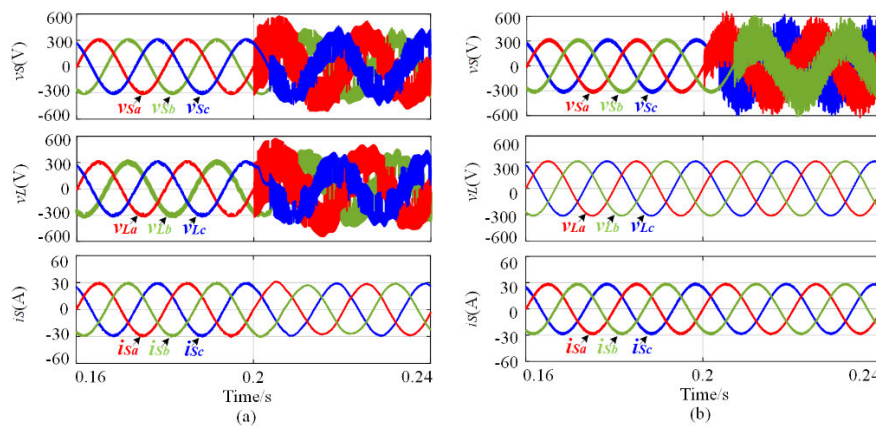 600
300
0
-300
-600
vS(V)
vSa vSb vSc
600
300
0
-300
-600
vL(V)
vLa vLb vLc
60
30
0
-30
-60
iS(A)
iSa iSb iSc
0.16 0.2 0.24
Time/s
(a)
600
300
0
-300
-600
vS(V)
vSa vSb vSc
600
300
0
-300
-600
vL(V)
vLa vLb vLc
60
30
0
-30
-60
iS(A)
iSa iSb iSc
0.16 0.2 0.24
Time/s
(b)